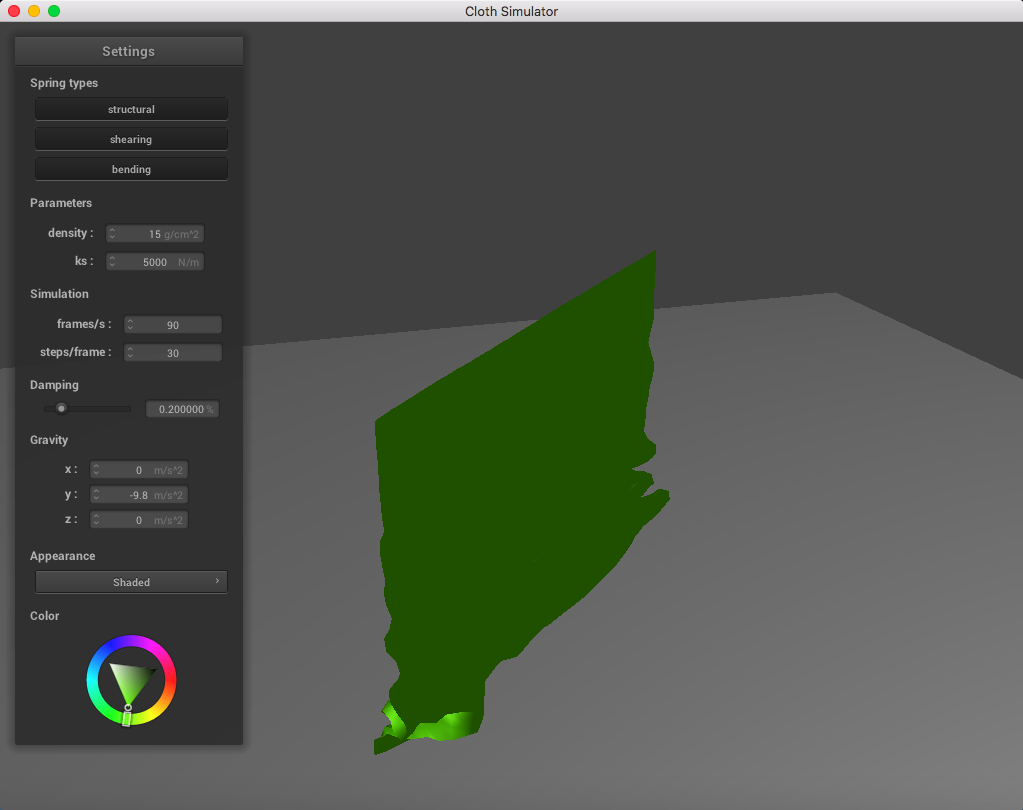 Cloth Simulator
Settings
Spring types
structural
shearing
bending
Parameters
density : 15 g/cm^2
ks : 5000 N/m
Simulation
frames/s : 90
steps/frame : 30
Damping
0.200000 %
Gravity
x : 0 m/s^2
y : -9.8 m/s^2
z : 0 m/s^2
Appearance
Shaded
Color